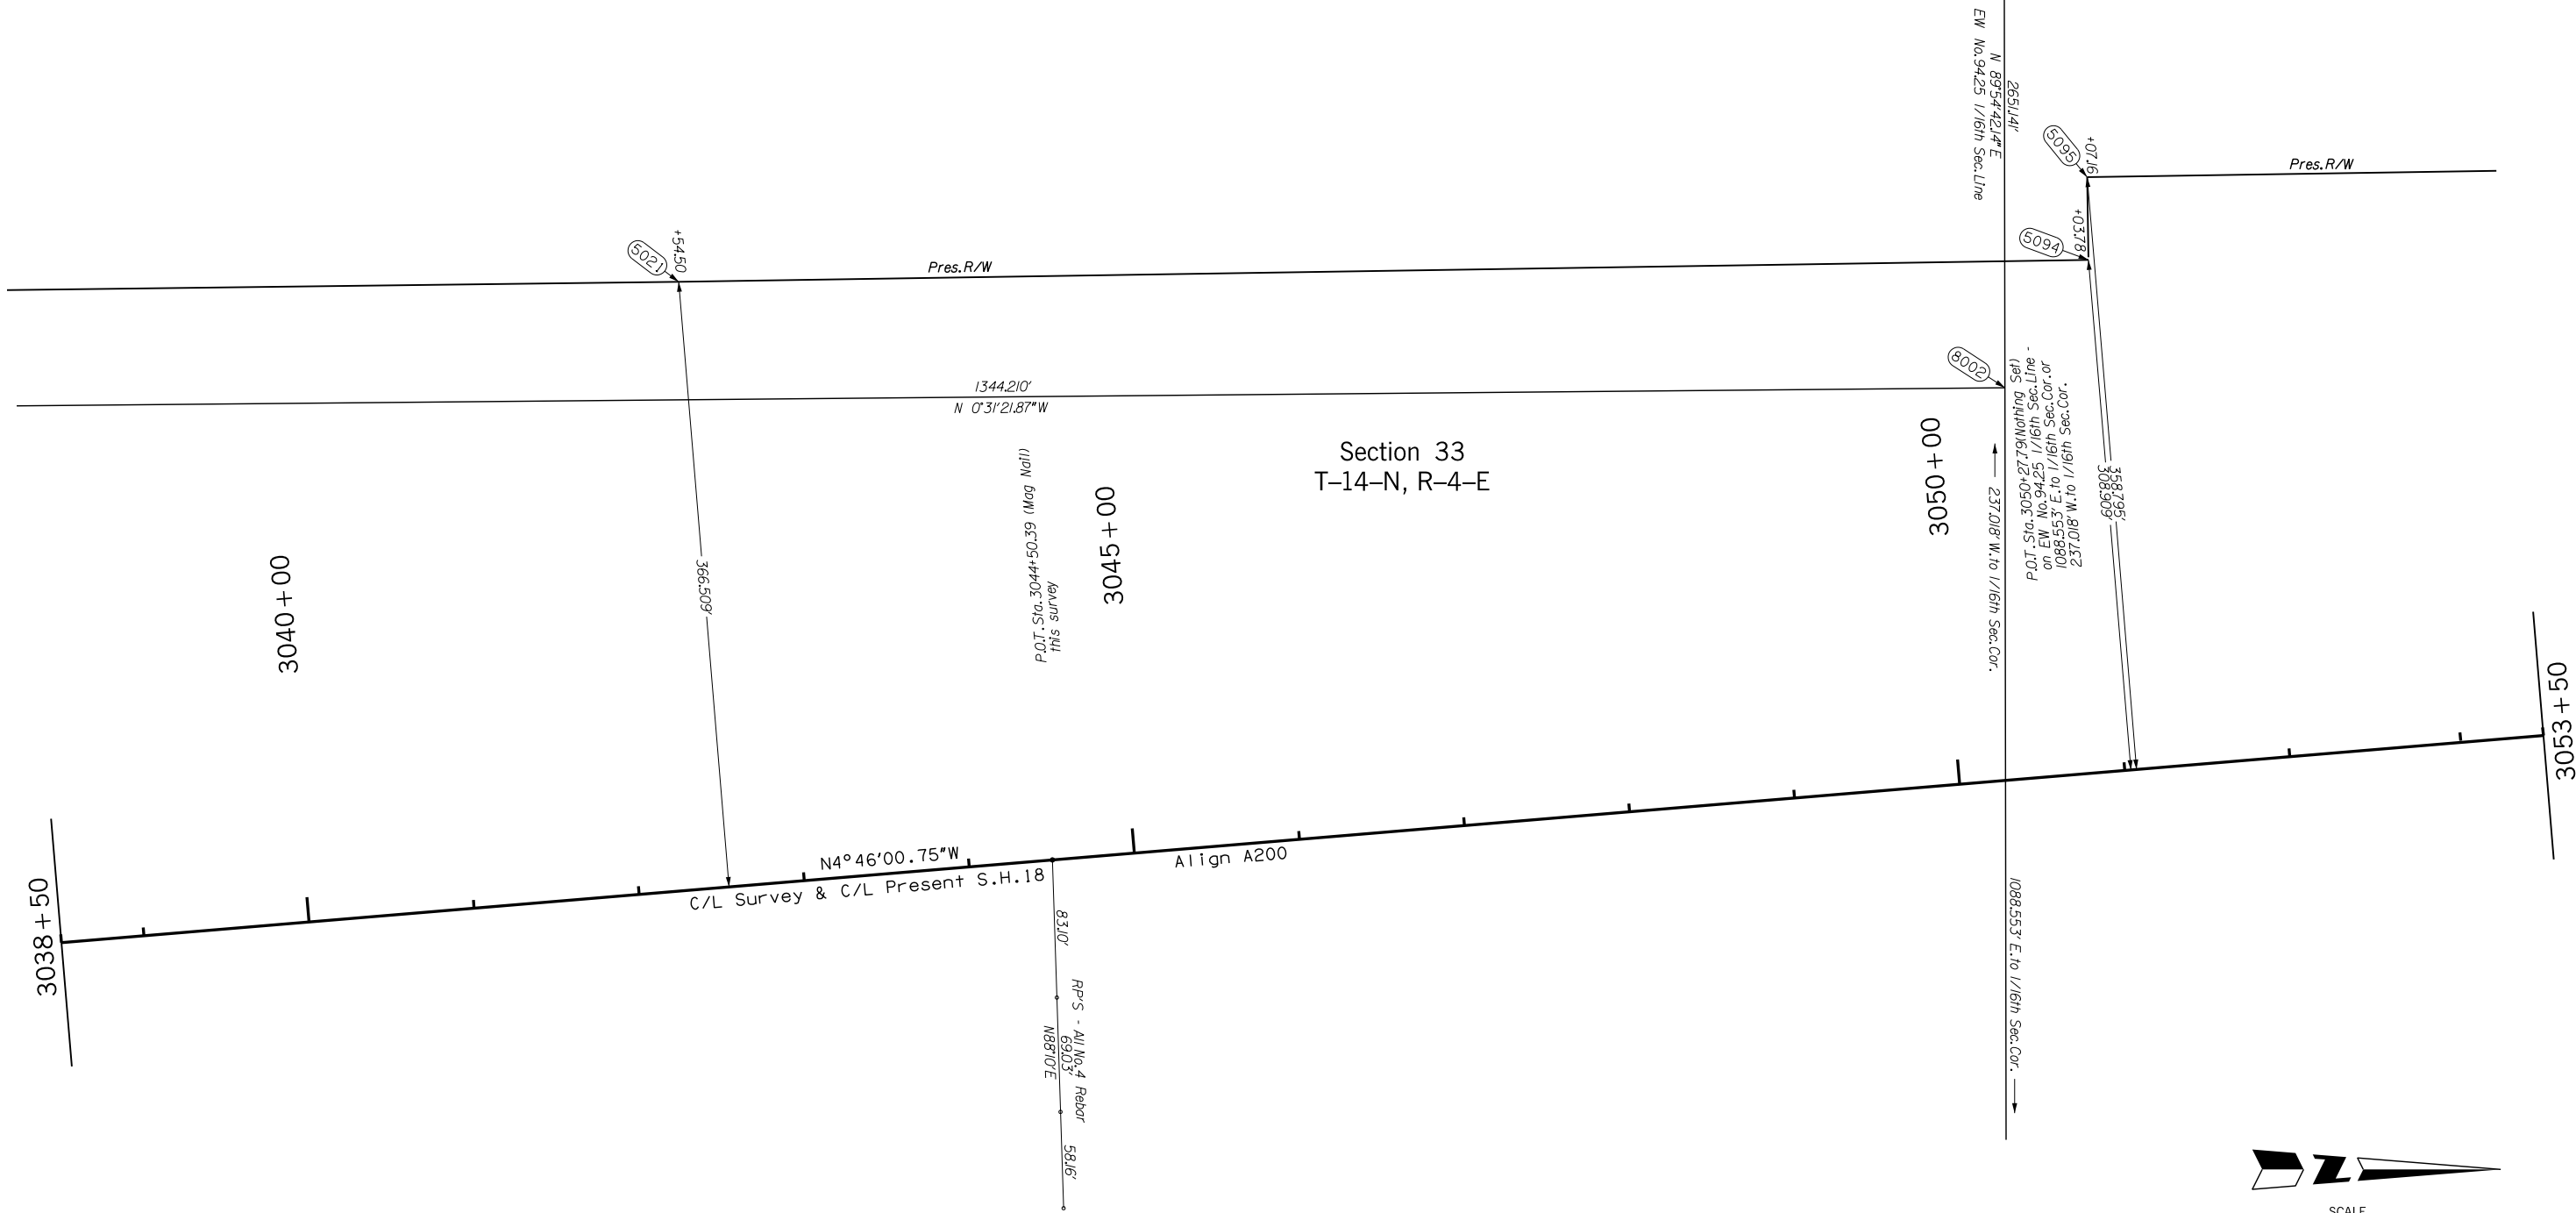 EW No.94.25 1/16th Sec.Line
N 89°54'42.14" E
2651.141'
5095
+07.16
Pres.R/W
5094
+03.78
5021
+54.50
Pres.R/W
8002
1344.210'
N 0°31'21.87" W
Section 33
T–14–N, R–4–E
P.O.T. Sta.3050+27.79(Nothing Set)
on EW No.94.25 1/16th Sec.Line -
1088.553' E.to 1/16th Sec.Cor.or
237.018' W.to 1/16th Sec.Cor.
237.018' W.to 1/16th Sec.Cor.
358.795'
308.909'
366.509'
P.O.T. Sta.3044+50.39 (Mag Nail)
this survey
3040+00
3045+00
3050+00
3053+50
3038+50
N4°46'00.75"W
C/L Survey & C/L Present S.H.18
Align A200
83.10'
RP'S - All No.4 Rebar
69.03'
N88°10'E
58.16'
1088.553' E.to 1/16th Sec.Cor.
N
SCALE